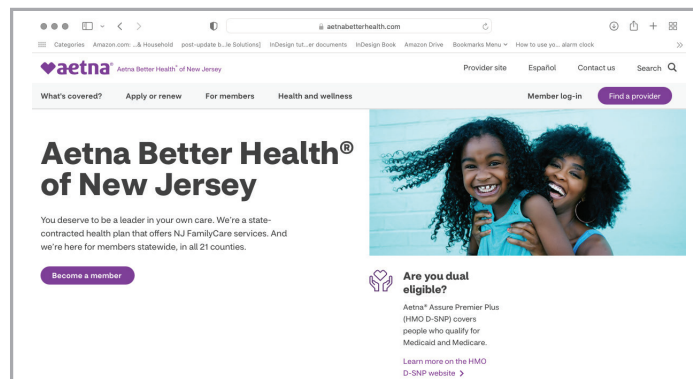 aetnabetterhealth.com
Categories Amazon.com: ...& Household post-update b...le Solutions] InDesign tut...er documents InDesign Book Amazon Drive Bookmarks Menu How to use yo... alarm clock
aetna® Aetna Better Health® of New Jersey Provider site Español Contact us Search
What's covered? Apply or renew For members Health and wellness Member log-in Find a provider
Aetna Better Health®
of New Jersey
You deserve to be a leader in your own care. We're a state-
contracted health plan that offers NJ FamilyCare services. And
we're here for members statewide, in all 21 counties.
Become a member
Are you dual
eligible?
Aetna® Assure Premier Plus
(HMO D-SNP) covers
people who qualify for
Medicaid and Medicare.
Learn more on the HMO
D-SNP website >